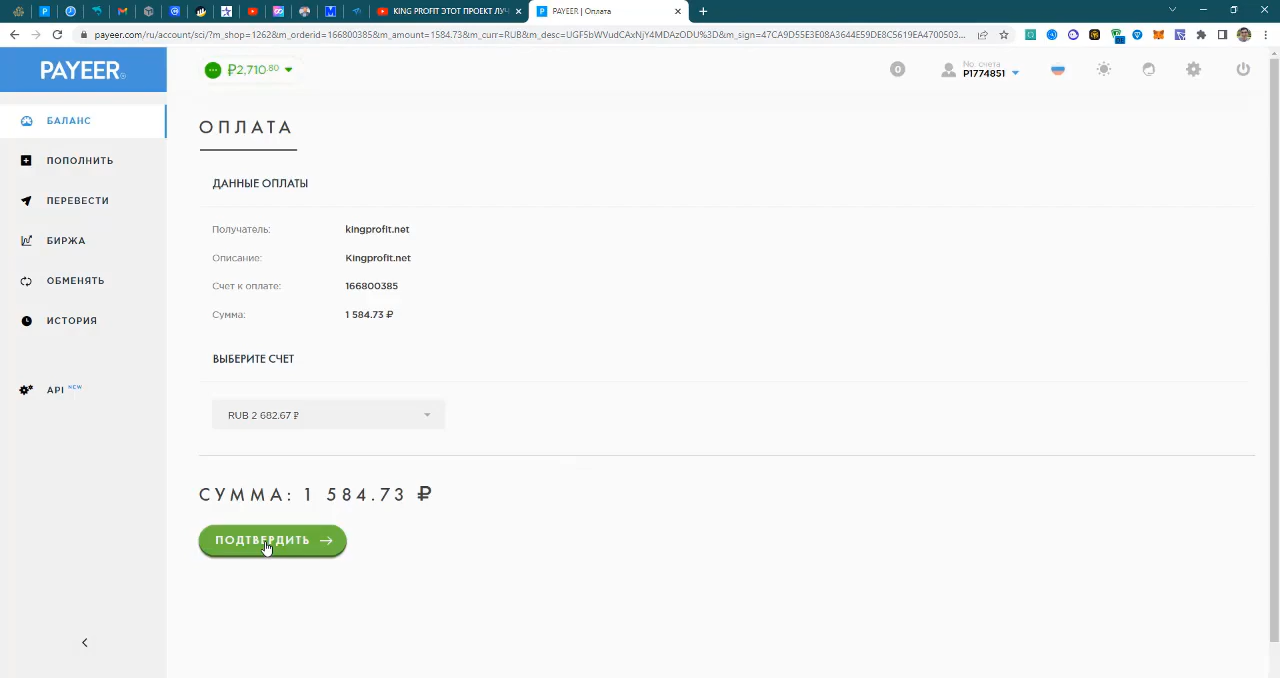 KING PROFIT ЭТОТ ПРОЕКТ ЛУЧ
PAYEER | Оплата
payeer.com/ru/account/sci/?m_shop=1262&m_orderid=166800385&m_amount=1584.73&m_curr=RUB&m_desc=UGF5bWVudCAxNjY4MDAzODU%3D&m_sign=47CA9D55E3E08A3644E59DE8C5619EA4700503...
PAYEER
₽2,710.80
0
No. счета
P1774851
БАЛАНС
ПОПОЛНИТЬ
ПЕРЕВЕСТИ
БИРЖА
ОБМЕНЯТЬ
ИСТОРИЯ
API NEW
ОПЛАТА
ДАННЫЕ ОПЛАТЫ
Получатель: kingprofit.net
Описание: Kingprofit.net
Счет к оплате: 166800385
Сумма: 1 584.73 ₽
ВЫБЕРИТЕ СЧЕТ
RUB 2 682.67 ₽
СУММА: 1 584.73 ₽
ПОДТВЕРДИТЬ →